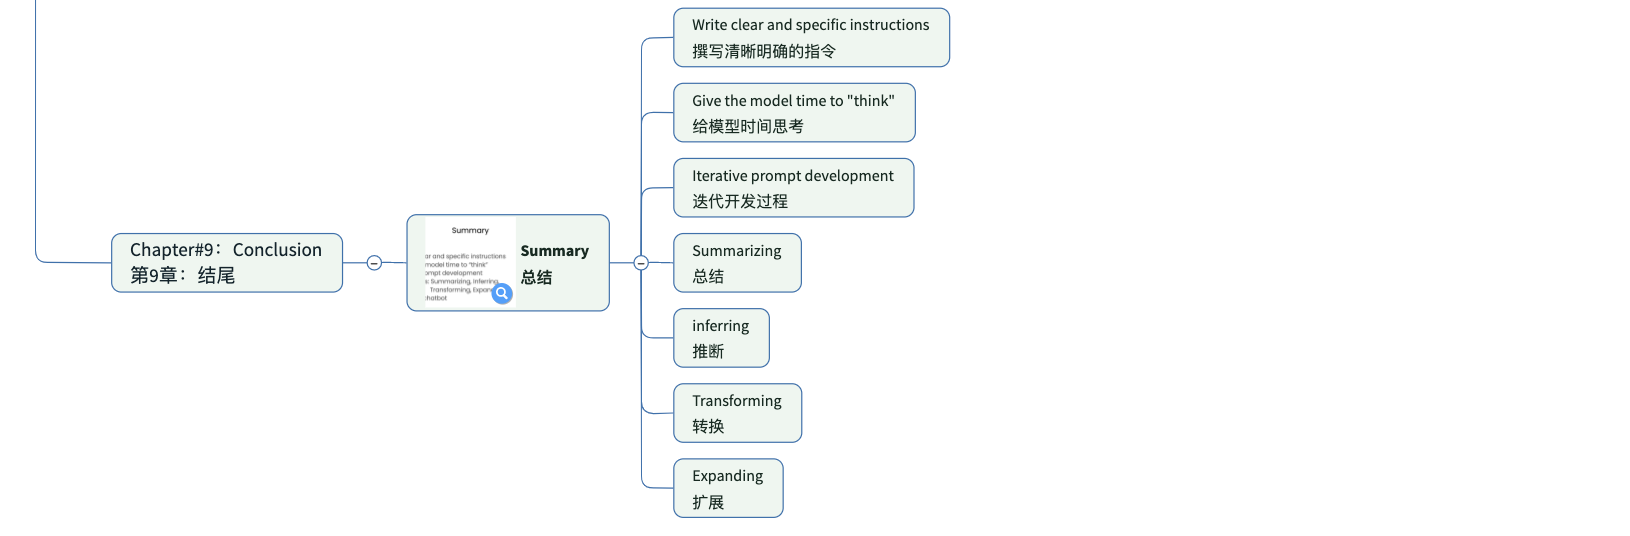 Write clear and specific instructions
撰写清晰明确的指令
Give the model time to "think"
给模型时间思考
Iterative prompt development
迭代开发过程
Chapter#9：Conclusion
第9章：结尾
Summary
ar and specific instructions
model time to "think"
ompt development
s: Summarizing, Inferring,
Transforming, Expan
chatbot
Summary
总结
Summarizing
总结
inferring
推断
Transforming
转换
Expanding
扩展